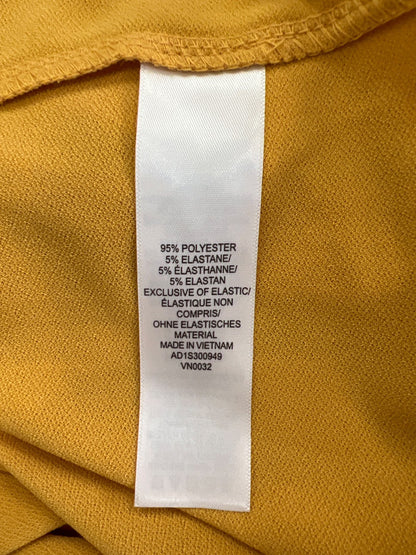 95% POLYESTER
5% ELASTANE/
5% ÉLASTHANNE/
5% ELASTAN
EXCLUSIVE OF ELASTIC/
ÉLASTIQUE NON
COMPRIS/
OHNE ELASTISCHES
MATERIAL
MADE IN VIETNAM
AD1S300949
VN0032